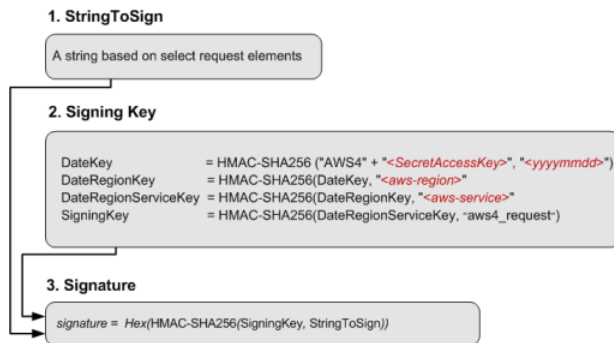 1. StringToSign
A string based on select request elements
2. Signing Key
DateKey = HMAC-SHA256 ("AWS4" + "<SecretAccessKey>", "<yyyymmdd>")
DateRegionKey = HMAC-SHA256(DateKey, "<aws-region>"
DateRegionServiceKey = HMAC-SHA256(DateRegionKey, "<aws-service>"
SigningKey = HMAC-SHA256(DateRegionServiceKey, "aws4_request")
3. Signature
signature = Hex(HMAC-SHA256(SigningKey, StringToSign))